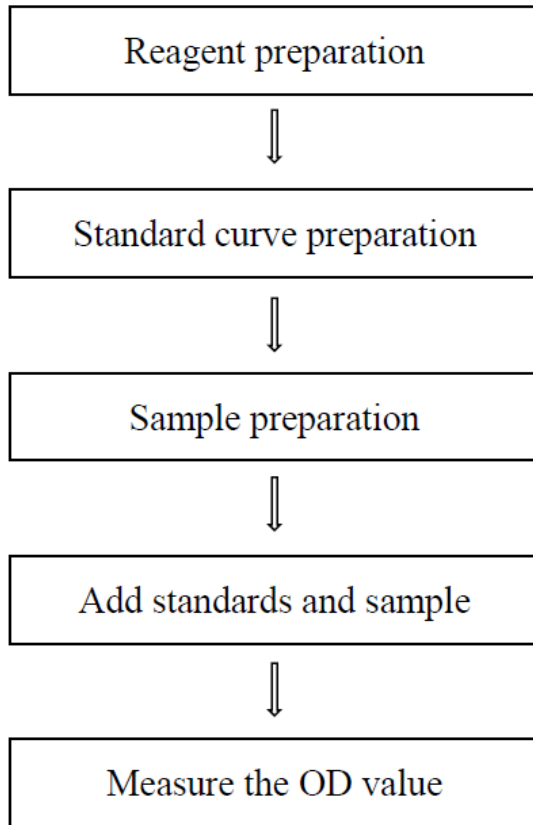 Reagent preparation
Standard curve preparation
Sample preparation
Add standards and sample
Measure the OD value